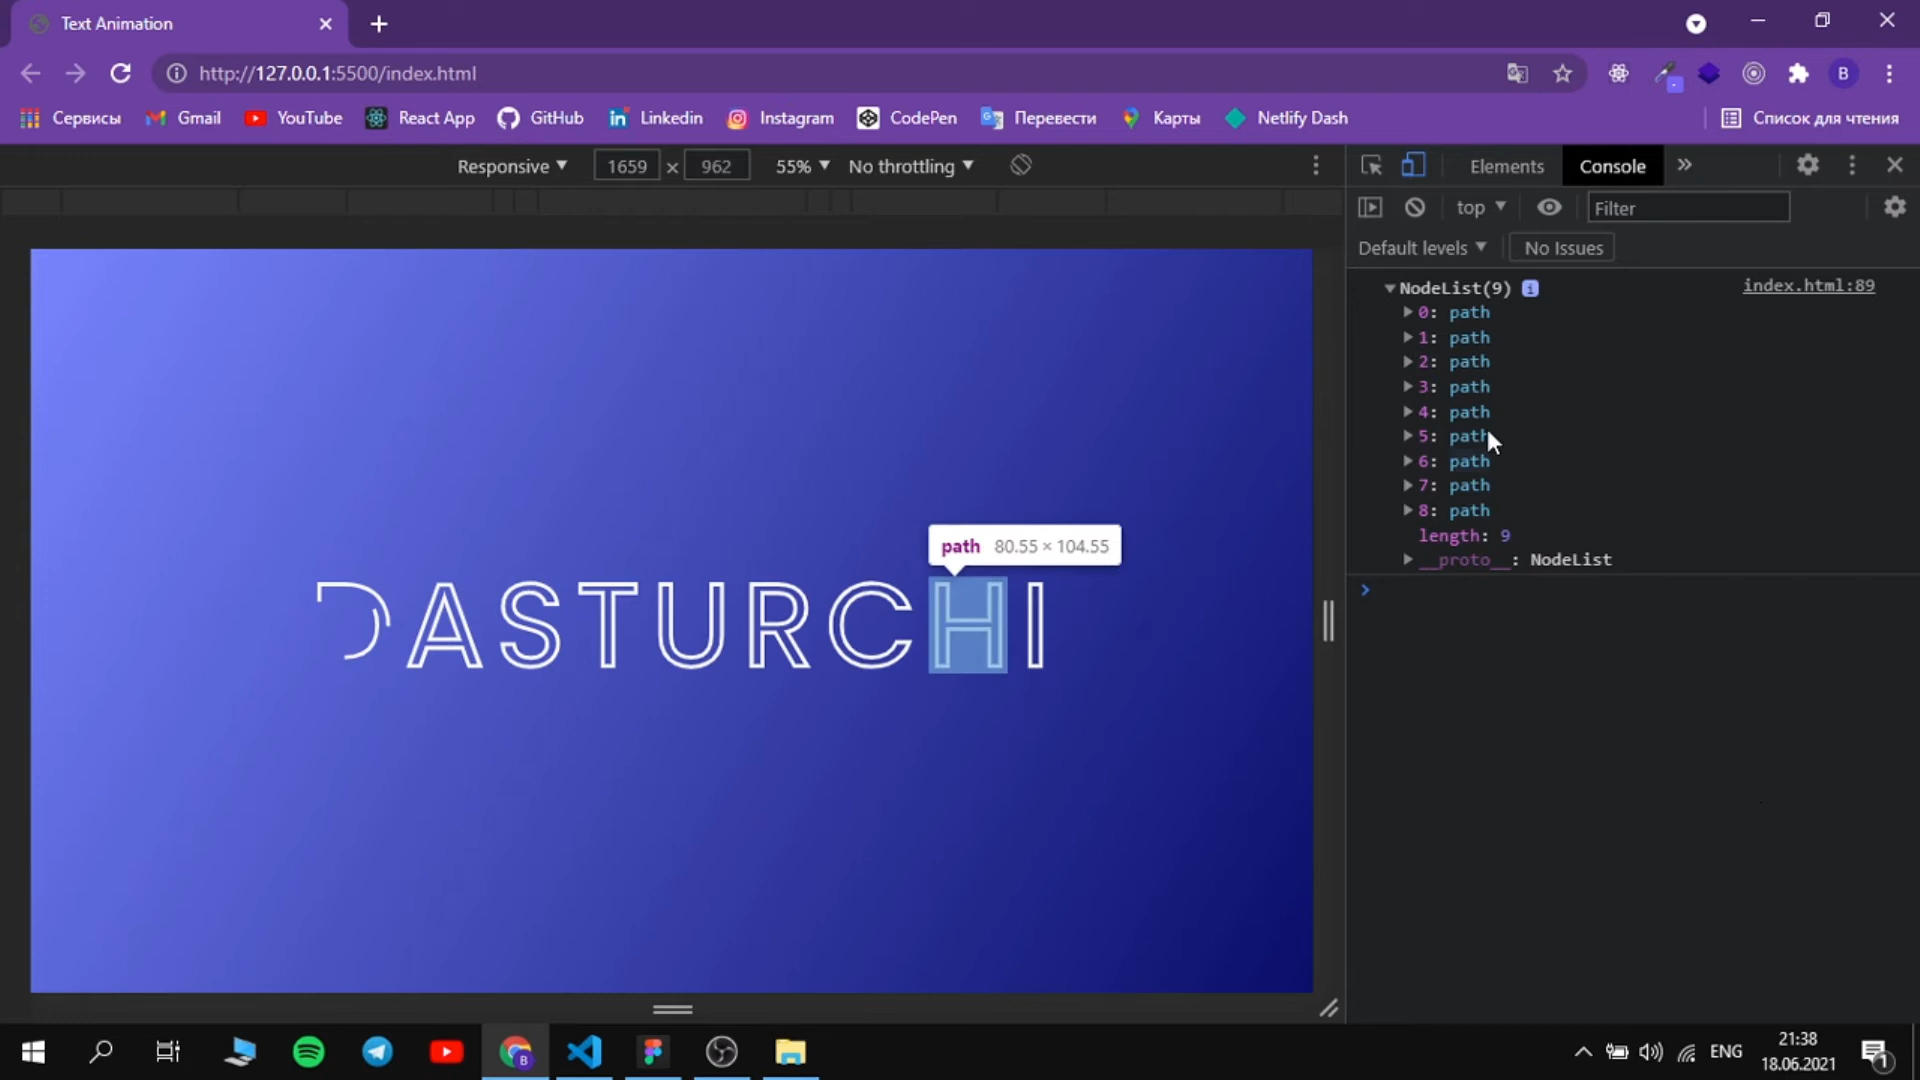 Text Animation
http://127.0.0.1:5500/index.html
B
Сервисы Gmail YouTube React App GitHub Linkedin Instagram CodePen Перевести Карты Netlify Dash Список для чтения
Responsive 1659 × 962 55% No throttling
Elements Console
top Filter
Default levels No Issues
NodeList(9) i index.html:89
0: path
1: path
2: path
3: path
4: path
5: path
6: path
7: path
8: path
length: 9
__proto__: NodeList
path 80.55 × 104.55
DASTURCHI
ENG
21:38
18.06.2021
1